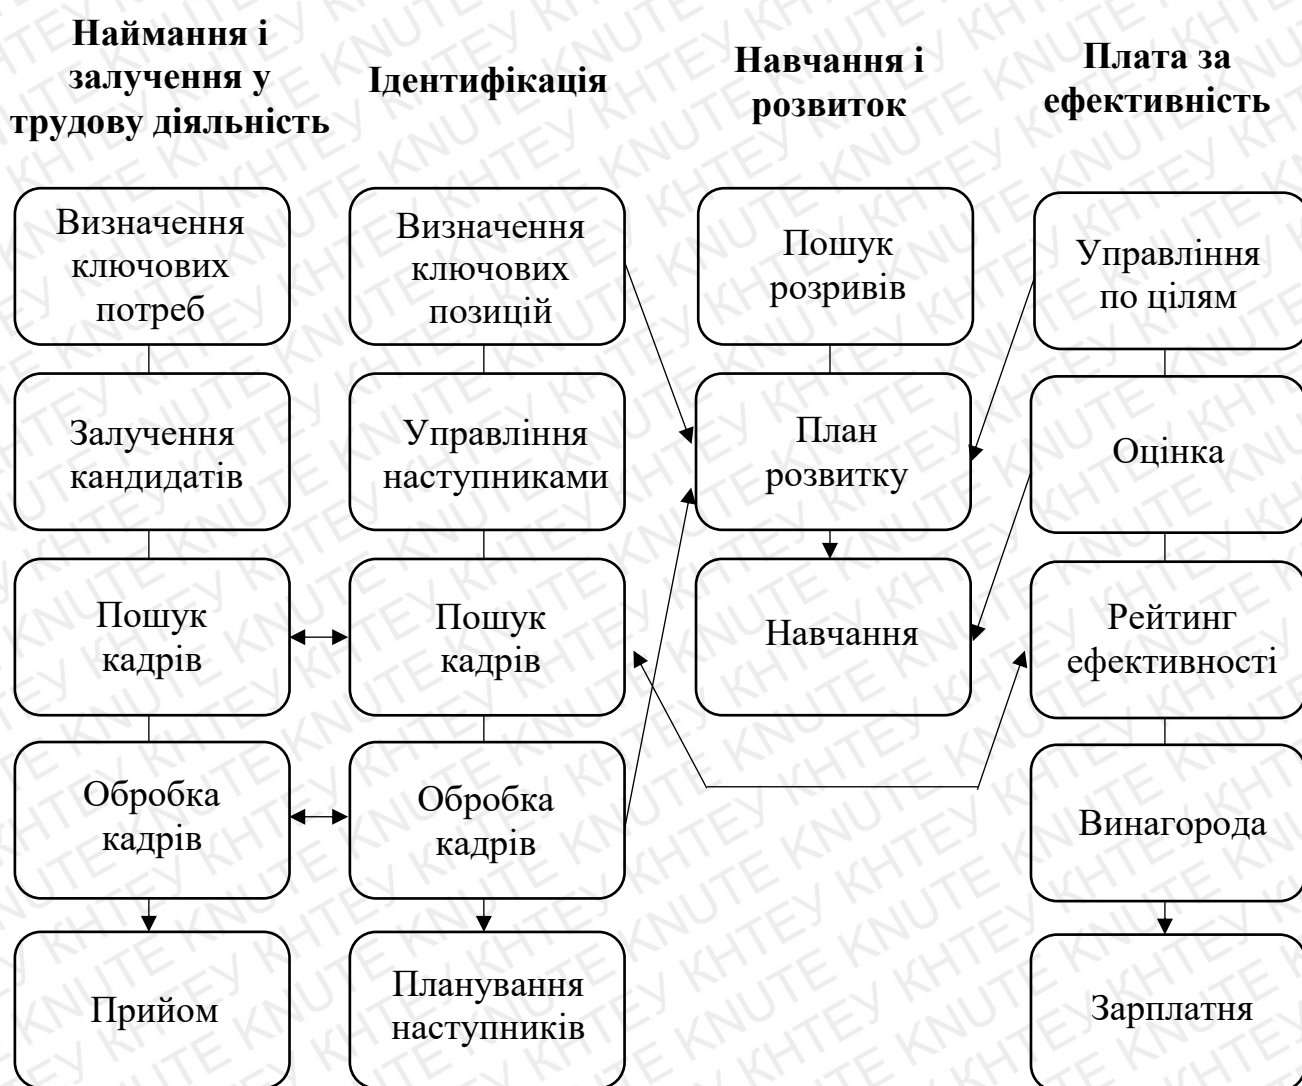 Наймання і
залучення у
трудову діяльність
Ідентифікація
Навчання і
розвиток
Плата за
ефективність
Визначення
ключових
потреб
Визначення
ключових
позицій
Пошук
розривів
Управління
по цілям
Залучення
кандидатів
Управління
наступниками
План
розвитку
Оцінка
Пошук
кадрів
Пошук
кадрів
Навчання
Рейтинг
ефективності
Обробка
кадрів
Обробка
кадрів
Винагорода
Прийом
Планування
наступників
Зарплатня